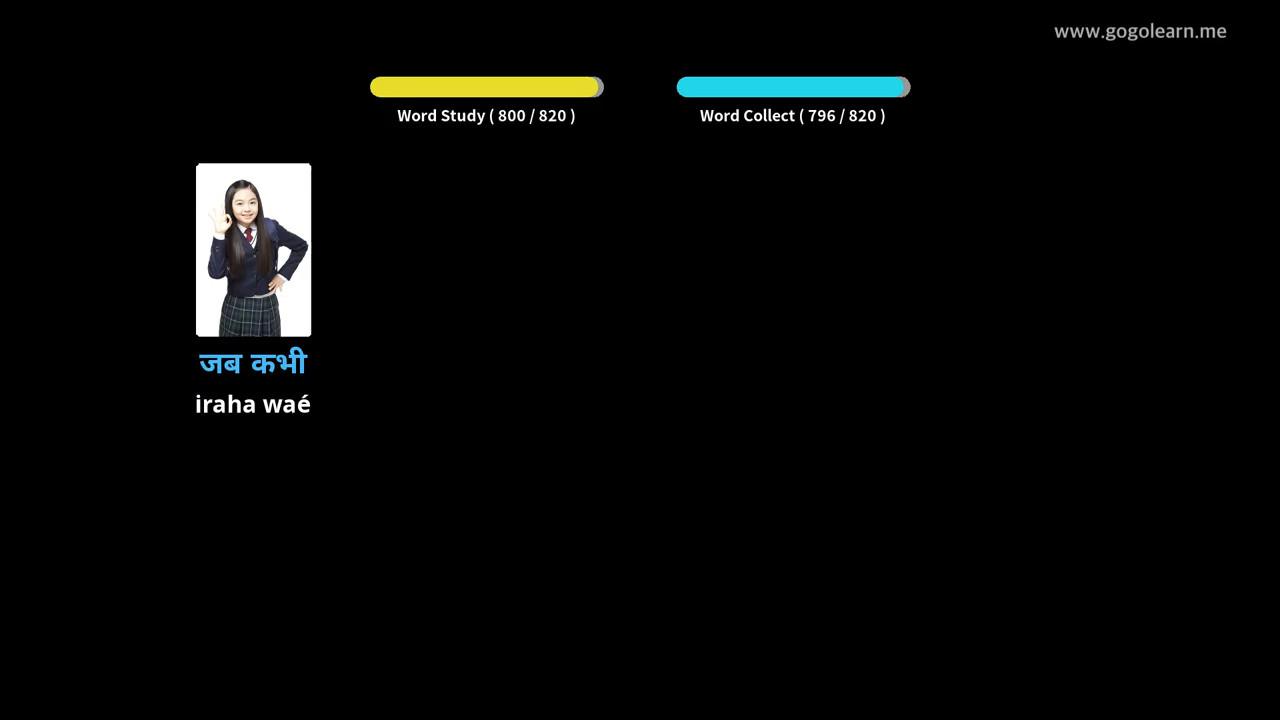 www.gogolearn.me
Word Study ( 800 / 820 )
Word Collect ( 796 / 820 )
जब कभी
iraha waé